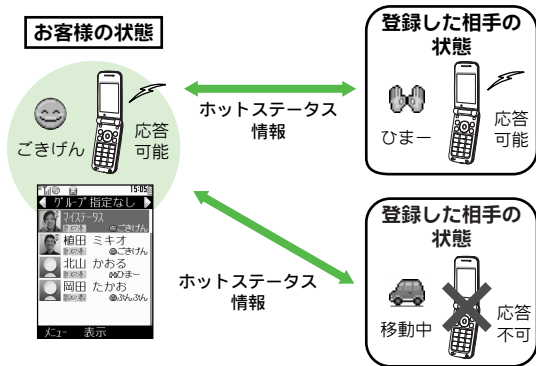 お客様の状態
ごきげん
応答
可能
ホットステータス
情報
登録した相手の
状態
ひまー
応答
可能
15:05
グループ指定なし
マイステータス
ごきげん
植田 ミキオ
ごきげん
北山 かおる
ひまー
岡田 たかお
ぷんぷん
メニュー 表示
ホットステータス
情報
登録した相手の
状態
移動中
応答
不可